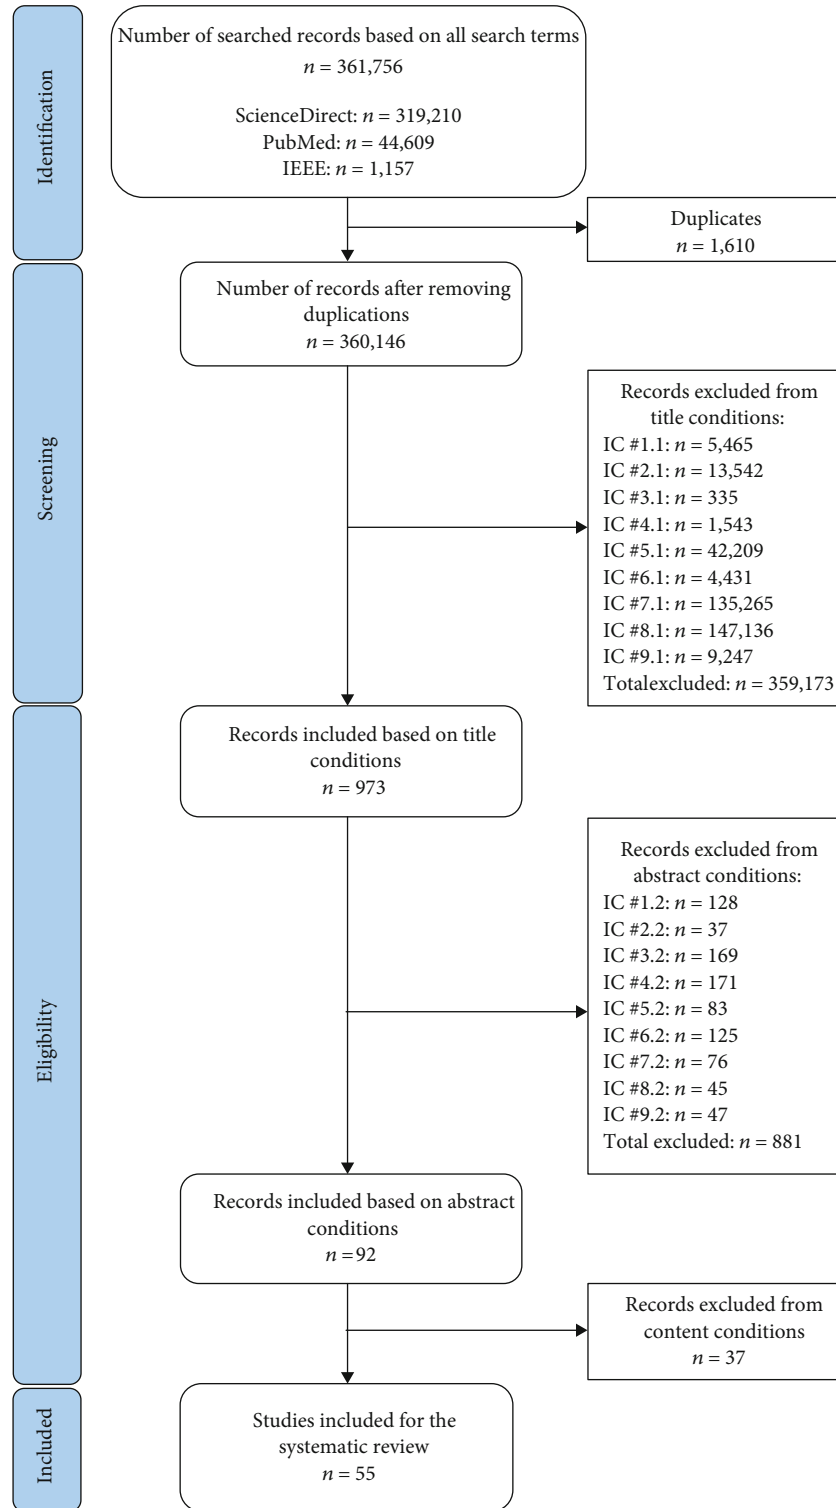 Identification
Number of searched records based on all search terms
n = 361,756
ScienceDirect: n = 319,210
PubMed: n = 44,609
IEEE: n = 1,157
Duplicates
n = 1,610
Screening
Number of records after removing
duplications
n = 360,146
Records excluded from
title conditions:
IC #1.1: n = 5,465
IC #2.1: n = 13,542
IC #3.1: n = 335
IC #4.1: n = 1,543
IC #5.1: n = 42,209
IC #6.1: n = 4,431
IC #7.1: n = 135,265
IC #8.1: n = 147,136
IC #9.1: n = 9,247
Totalexcluded: n = 359,173
Eligibility
Records included based on title
conditions
n = 973
Records excluded from
abstract conditions:
IC #1.2: n = 128
IC #2.2: n = 37
IC #3.2: n = 169
IC #4.2: n = 171
IC #5.2: n = 83
IC #6.2: n = 125
IC #7.2: n = 76
IC #8.2: n = 45
IC #9.2: n = 47
Total excluded: n = 881
Records included based on abstract
conditions
n = 92
Records excluded from
content conditions
n = 37
Included
Studies included for the
systematic review
n = 55